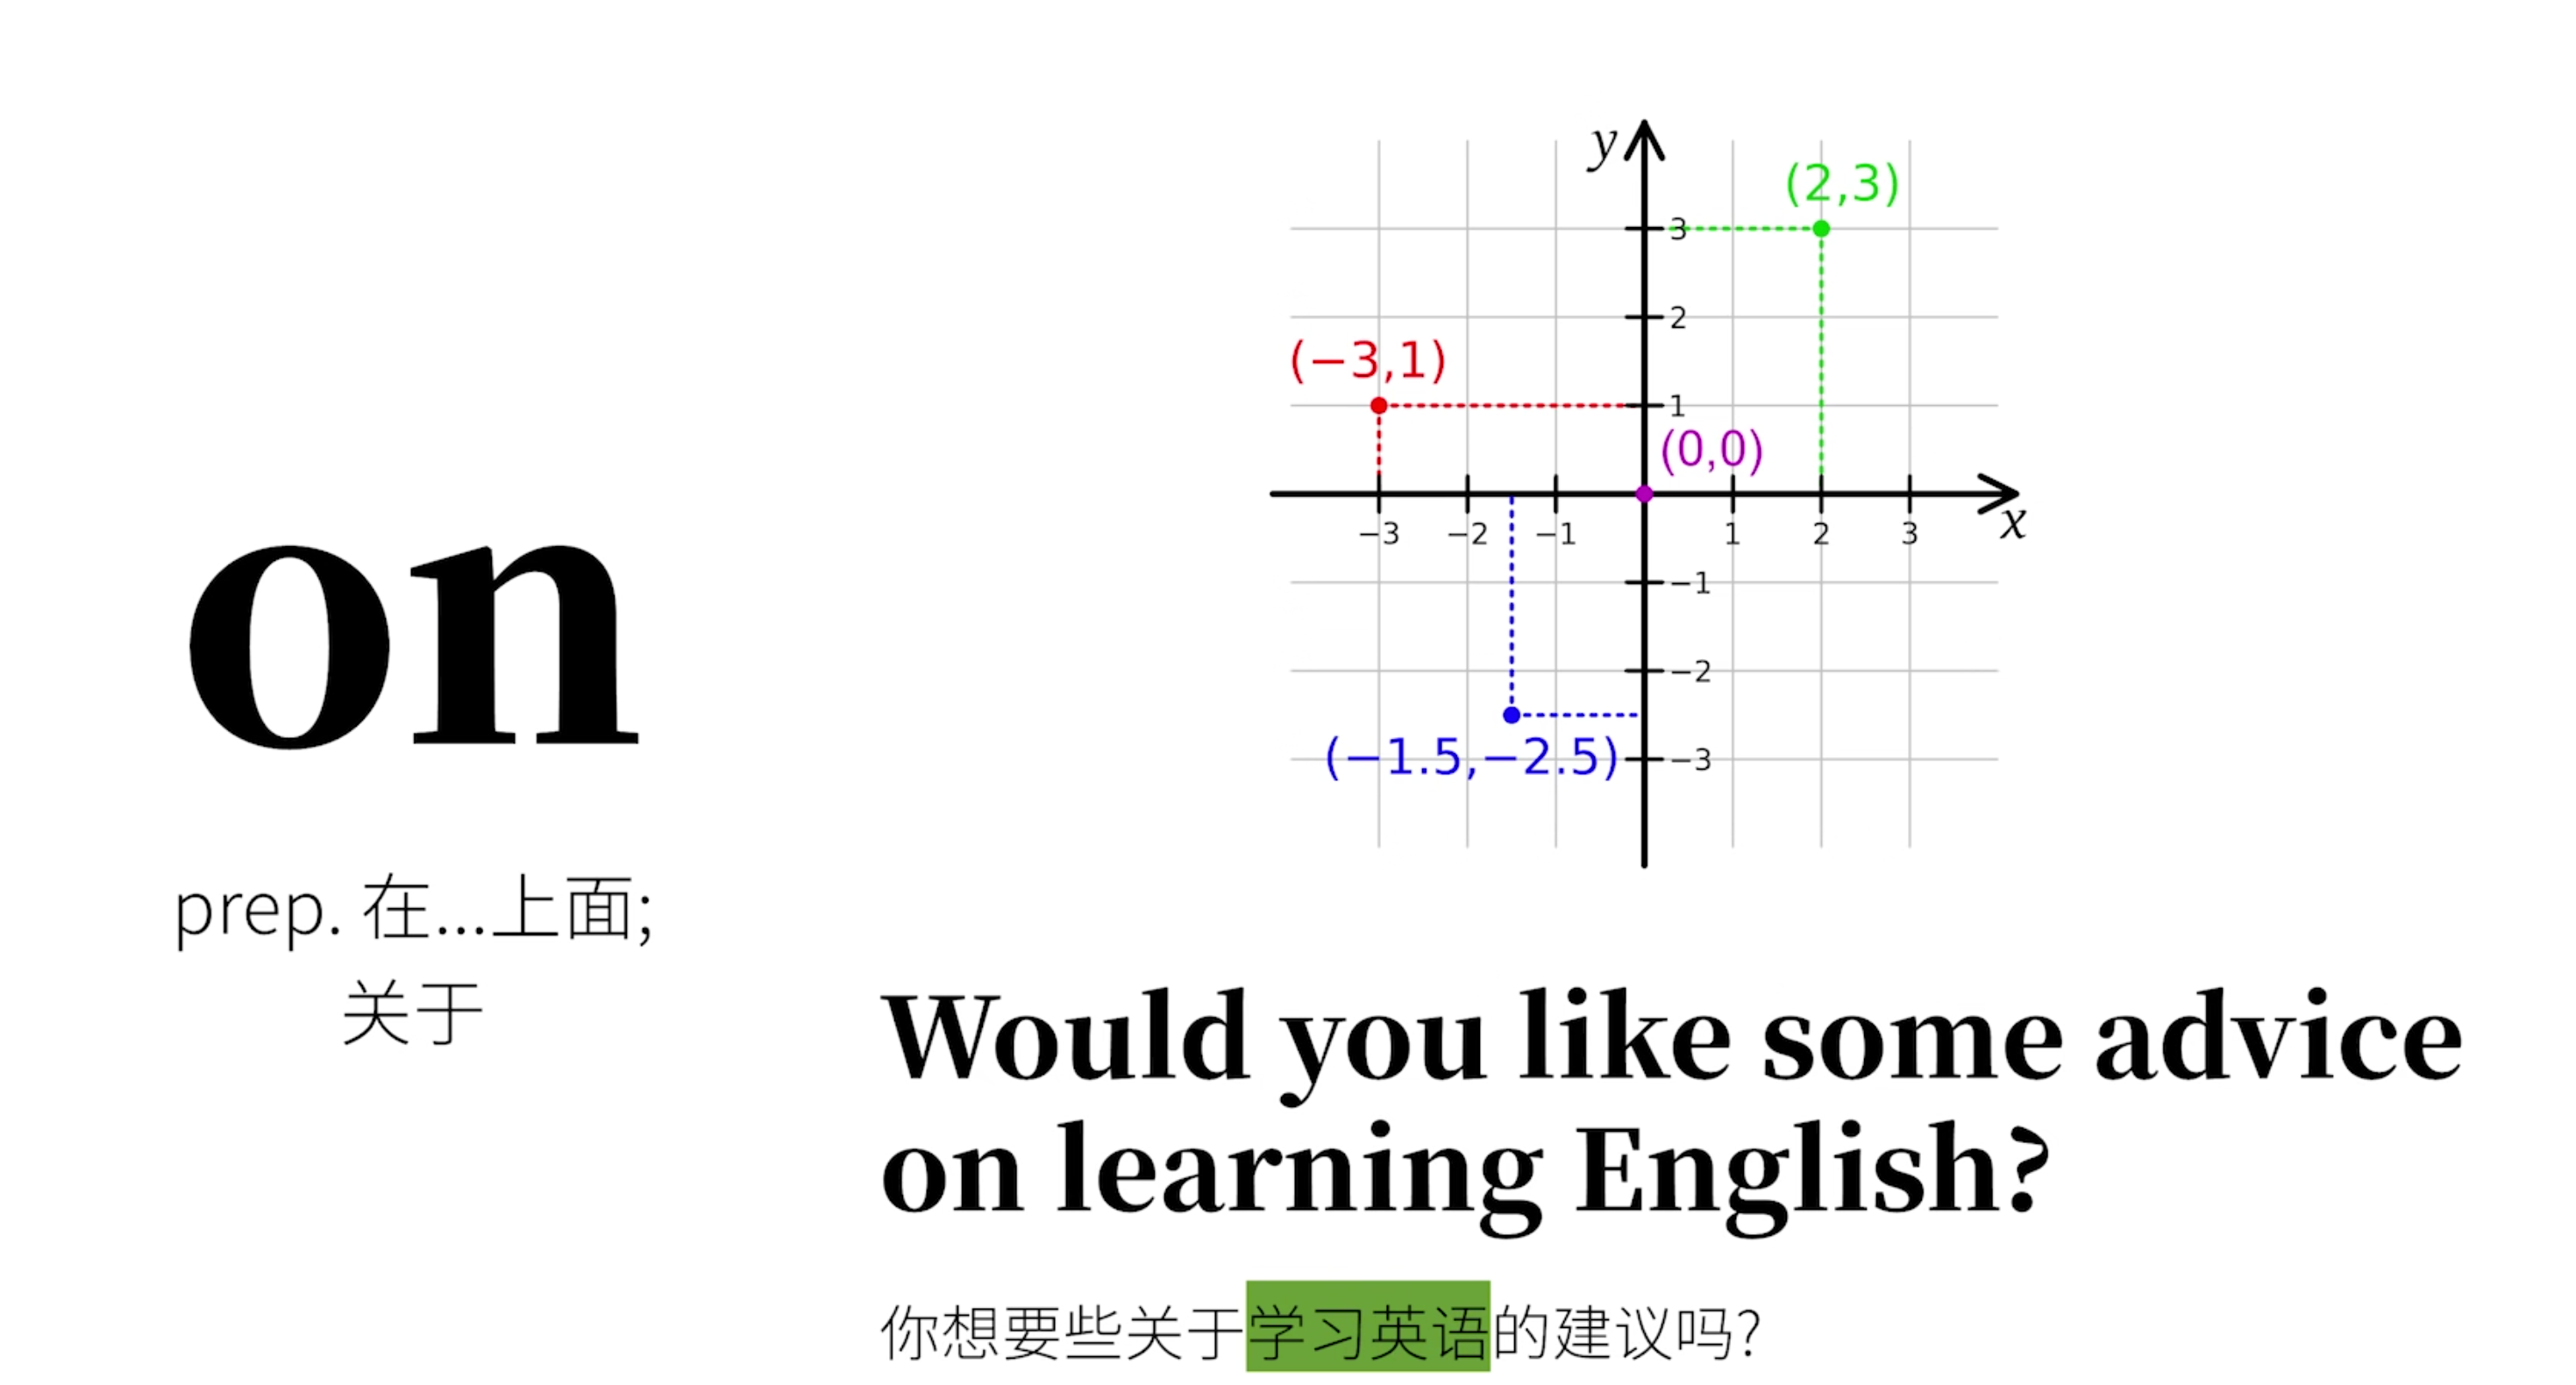 on
prep. 在...上面;
关于
y
(2,3)
3
2
(−3,1)
1
(0,0)
−3 −2 −1 1 2 3
x
−1
−2
(−1.5,−2.5)
−3
Would you like some advice
on learning English?
你想要些关于学习英语的建议吗?